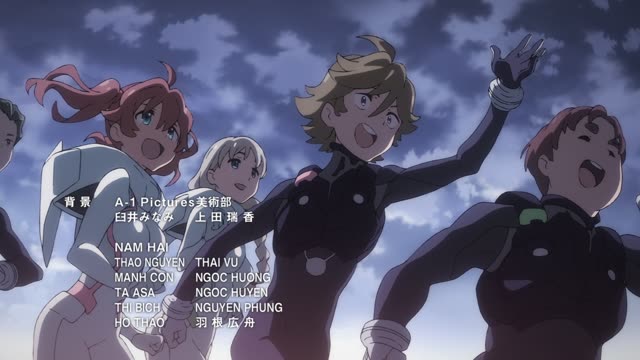 背景 A-1 Pictures美術部
臼井みなみ 上田瑞香
NAM HAI
THAO NGUYEN THAI VU
MANH CON NGOC HUONG
TA ASA NGOC HUYEN
THI BICH NGUYEN PHUNG
HO THAO 羽根広舟